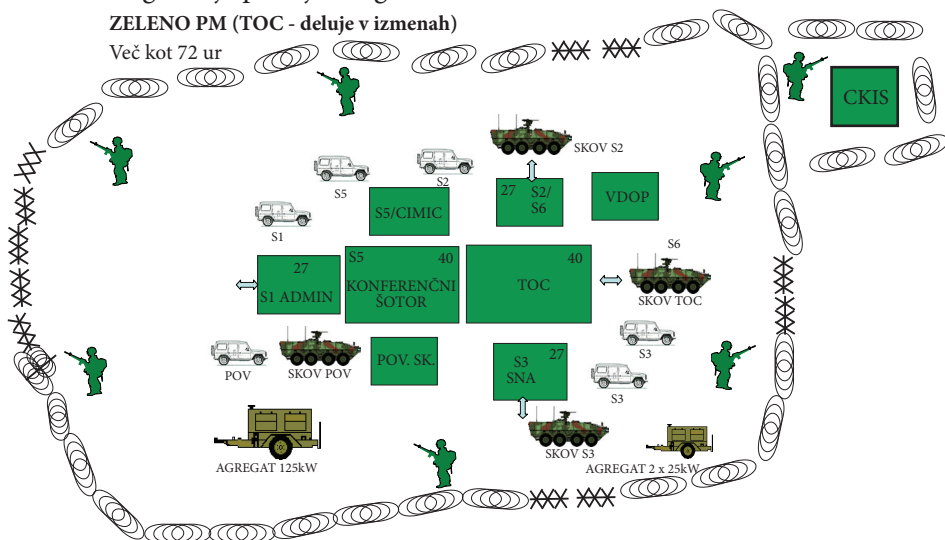 ZELENO PM (TOC - deluje v izmenah)
Več kot 72 ur
CKIS
SKOV S2
S5
S2
S1
S5/CIMIC
27 S2/
S6
VDOP
S6
27
S1 ADMIN
S5 40
KONFERENČNI
ŠOTOR
40
TOC
SKOV TOC
POV
SKOV POV
POV. SK.
27
S3
SNA
S3
S3
SKOV S3
AGREGAT 125kW
AGREGAT 2 x 25kW